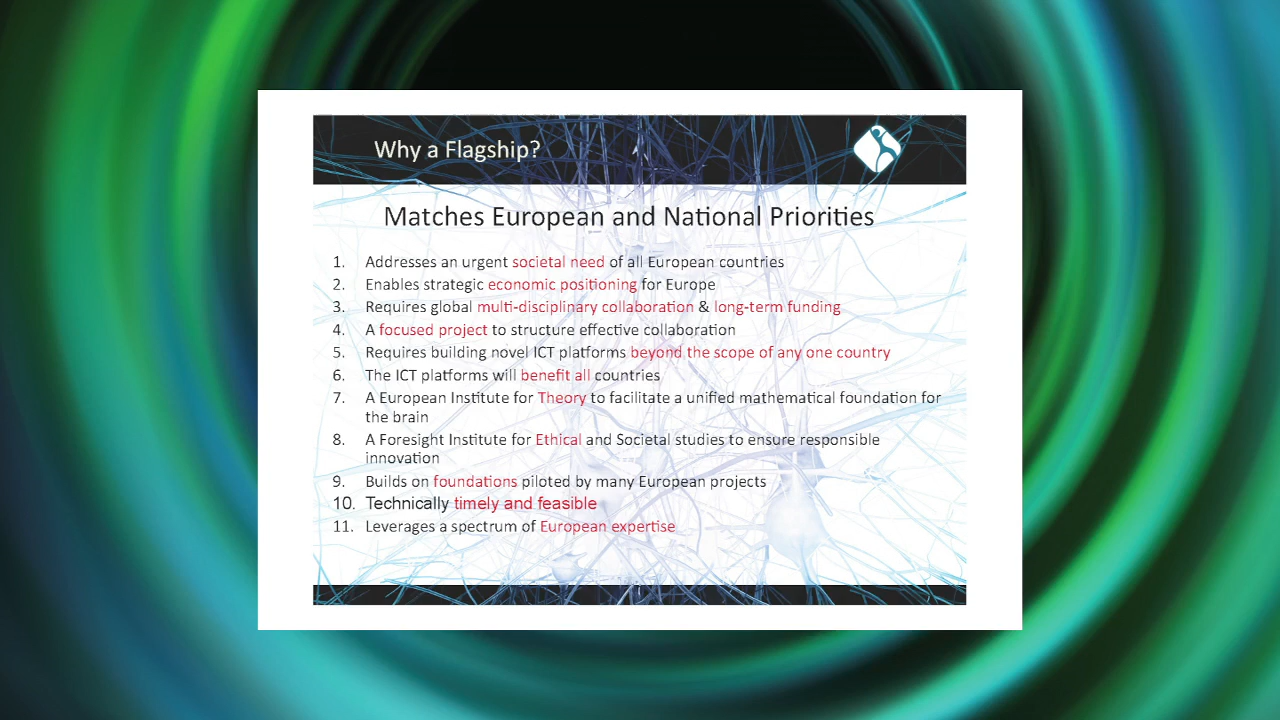 Why a Flagship?
Matches European and National Priorities
1. Addresses an urgent societal need of all European countries
2. Enables strategic economic positioning for Europe
3. Requires global multi-disciplinary collaboration & long-term funding
4. A focused project to structure effective collaboration
5. Requires building novel ICT platforms beyond the scope of any one country
6. The ICT platforms will benefit all countries
7. A European Institute for Theory to facilitate a unified mathematical foundation for
the brain
8. A Foresight Institute for Ethical and Societal studies to ensure responsible
innovation
9. Builds on foundations piloted by many European projects
10. Technically timely and feasible
11. Leverages a spectrum of European expertise